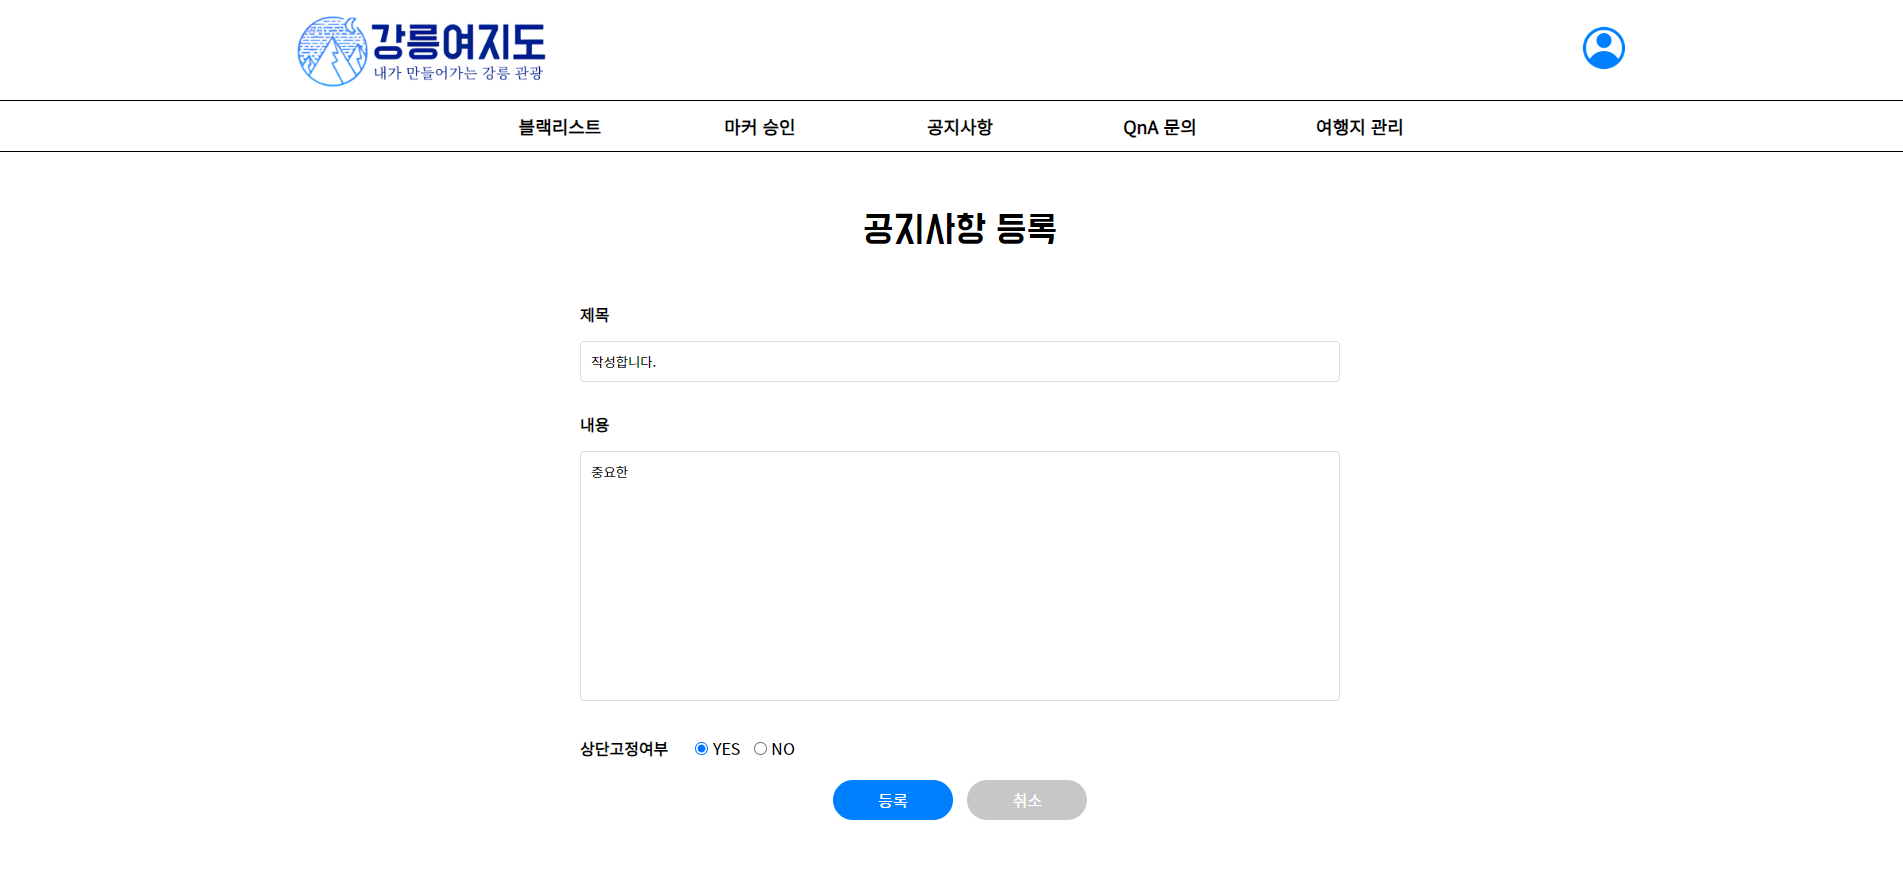 강릉여지도
내가 만들어가는 강릉 관광
블랙리스트 마커 승인 공지사항 QnA 문의 여행지 관리
공지사항 등록
제목
작성합니다.
내용
중요한
상단고정여부 YES NO
등록 취소